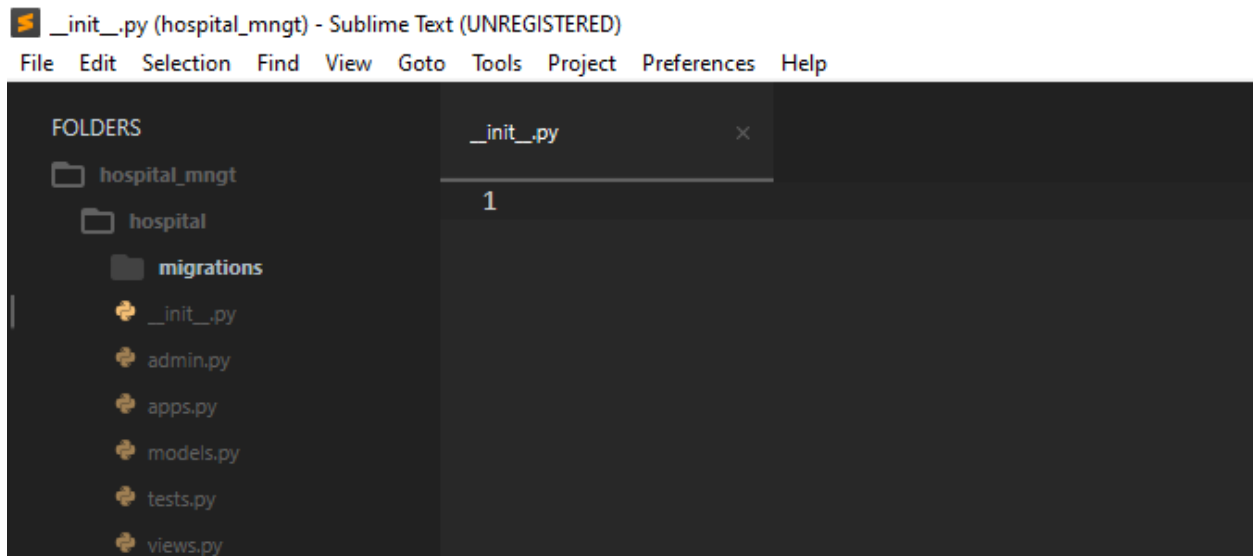 __init__.py (hospital_mngt) - Sublime Text (UNREGISTERED)
File Edit Selection Find View Goto Tools Project Preferences Help
FOLDERS
hospital_mngt
hospital
migrations
__init__.py
admin.py
apps.py
models.py
tests.py
views.py
__init__.py ×
1